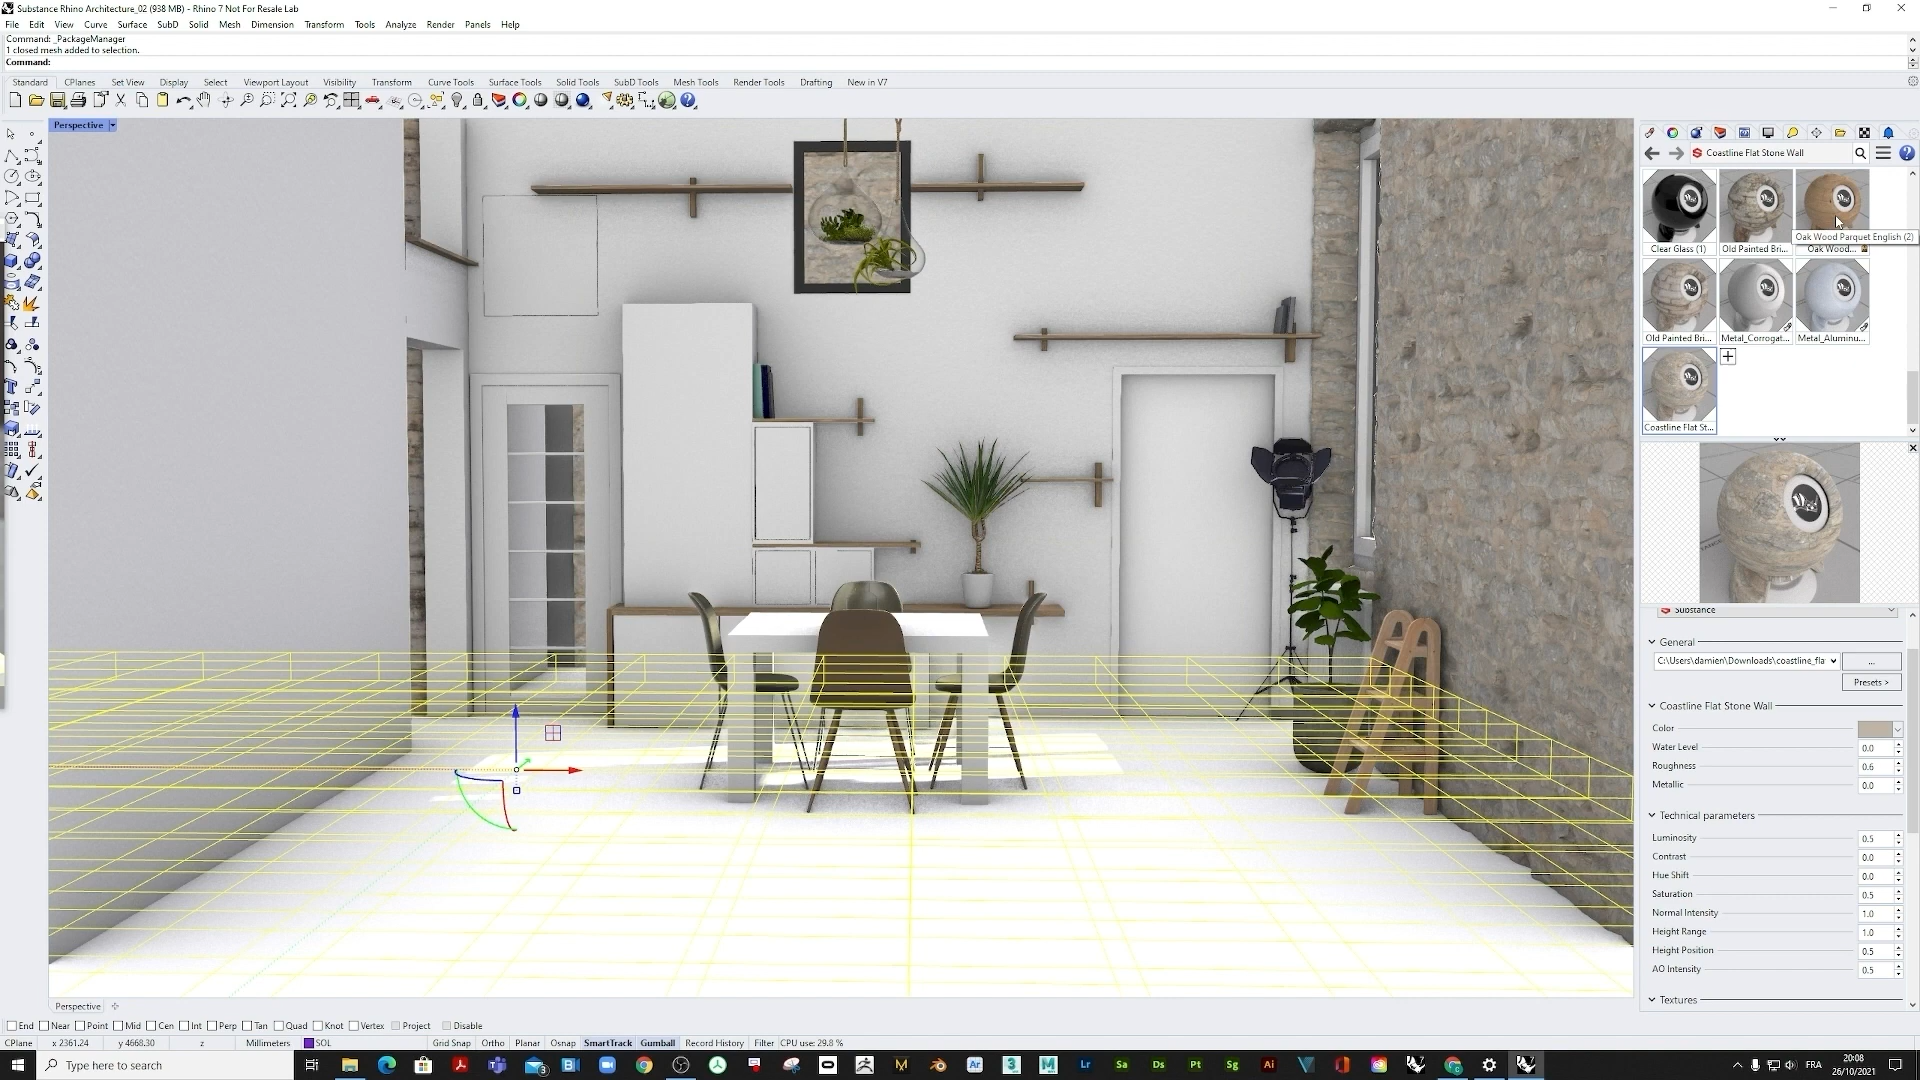 Substance Rhino Architecture_02 (938 MB) - Rhino 7 Not For Resale Lab
File Edit View Curve Surface SubD Solid Mesh Dimension Transform Tools Analyze Render Panels Help
Command: _PackageManager
1 closed mesh added to selection.
Command:
Standard CPlanes Set View Display Select Viewport Layout Visibility Transform Curve Tools Surface Tools Solid Tools SubD Tools Mesh Tools Render Tools Drafting New in V7
Perspective
Coastline Flat Stone Wall
Oak Wood Parquet English (2)
Clear Glass (1) Old Painted Bri... Oak Wood...
Old Painted Bri... Metal_Corrogat... Metal_Aluminu...
Coastline Flat St...
Substance
General
C:\Users\damien\Downloads\coastline_fla ...
Presets >
Coastline Flat Stone Wall
Color
Water Level 0.0
Roughness 0.6
Metallic 0.0
Technical parameters
Luminosity 0.5
Contrast 0.0
Hue Shift 0.0
Saturation 0.5
Normal Intensity 1.0
Height Range 1.0
Height Position 0.5
AO Intensity 0.5
Textures
Perspective
End Near Point Mid Cen Int Perp Tan Quad Knot Vertex Project Disable
CPlane x 2361.24 y 4668.30 z Millimeters SOL Grid Snap Ortho Planar Osnap SmartTrack Gumball Record History Filter CPU use: 29.8 %
Type here to search
3 Ar 3 M Lr Sa Ds Pt Sg Ai
FRA
20:08
26/10/2021